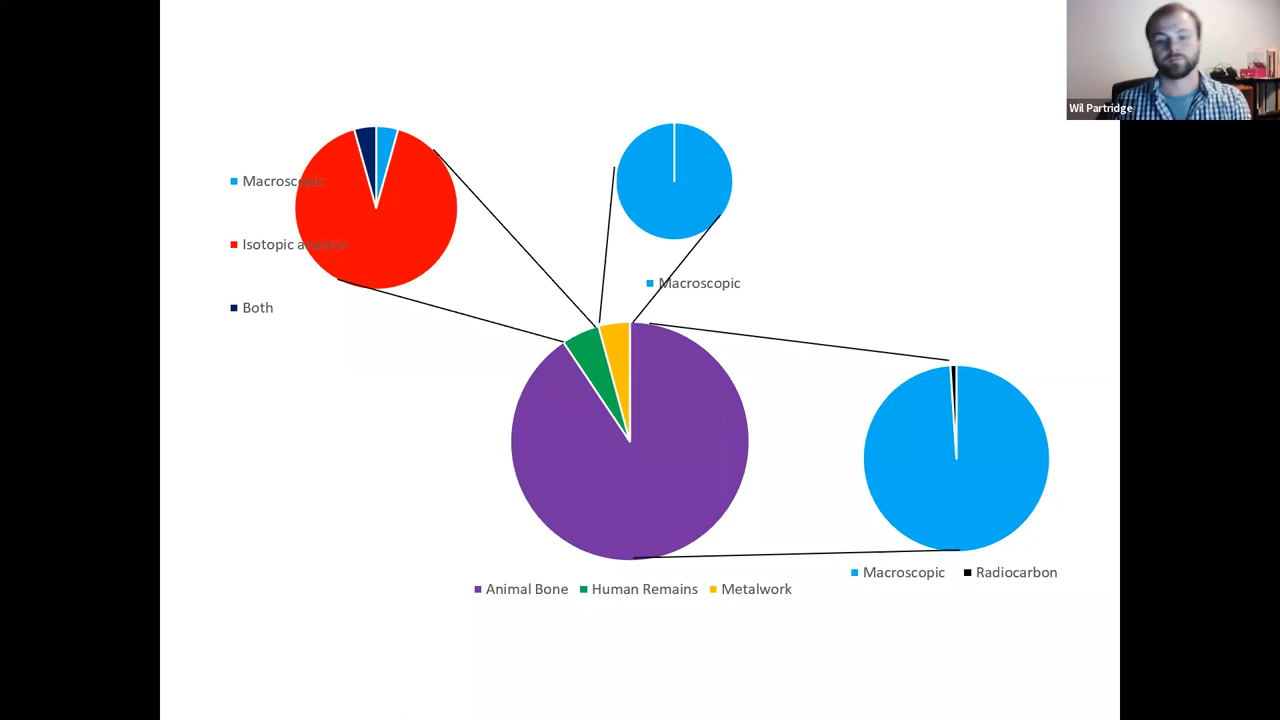 Wil Partridge
Macroscopic
Isotopic analysis
Both
Macroscopic
Macroscopic Radiocarbon
Animal Bone Human Remains Metalwork